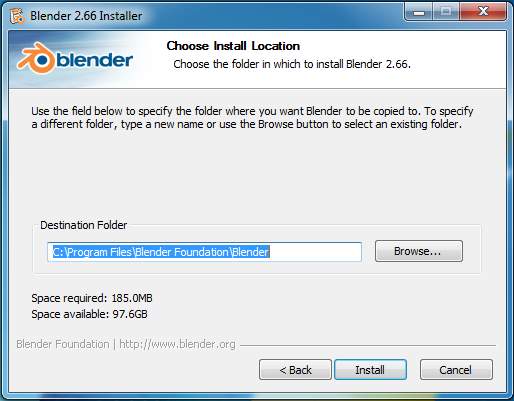 Blender 2.66 Installer
blender
Choose Install Location
Choose the folder in which to install Blender 2.66.
Use the field below to specify the folder where you want Blender to be copied to. To specify
a different folder, type a new name or use the Browse button to select an existing folder.
Destination Folder
C:\Program Files\Blender Foundation\Blender
Browse...
Space required: 185.0MB
Space available: 97.6GB
Blender Foundation | http://www.blender.org
< Back
Install
Cancel